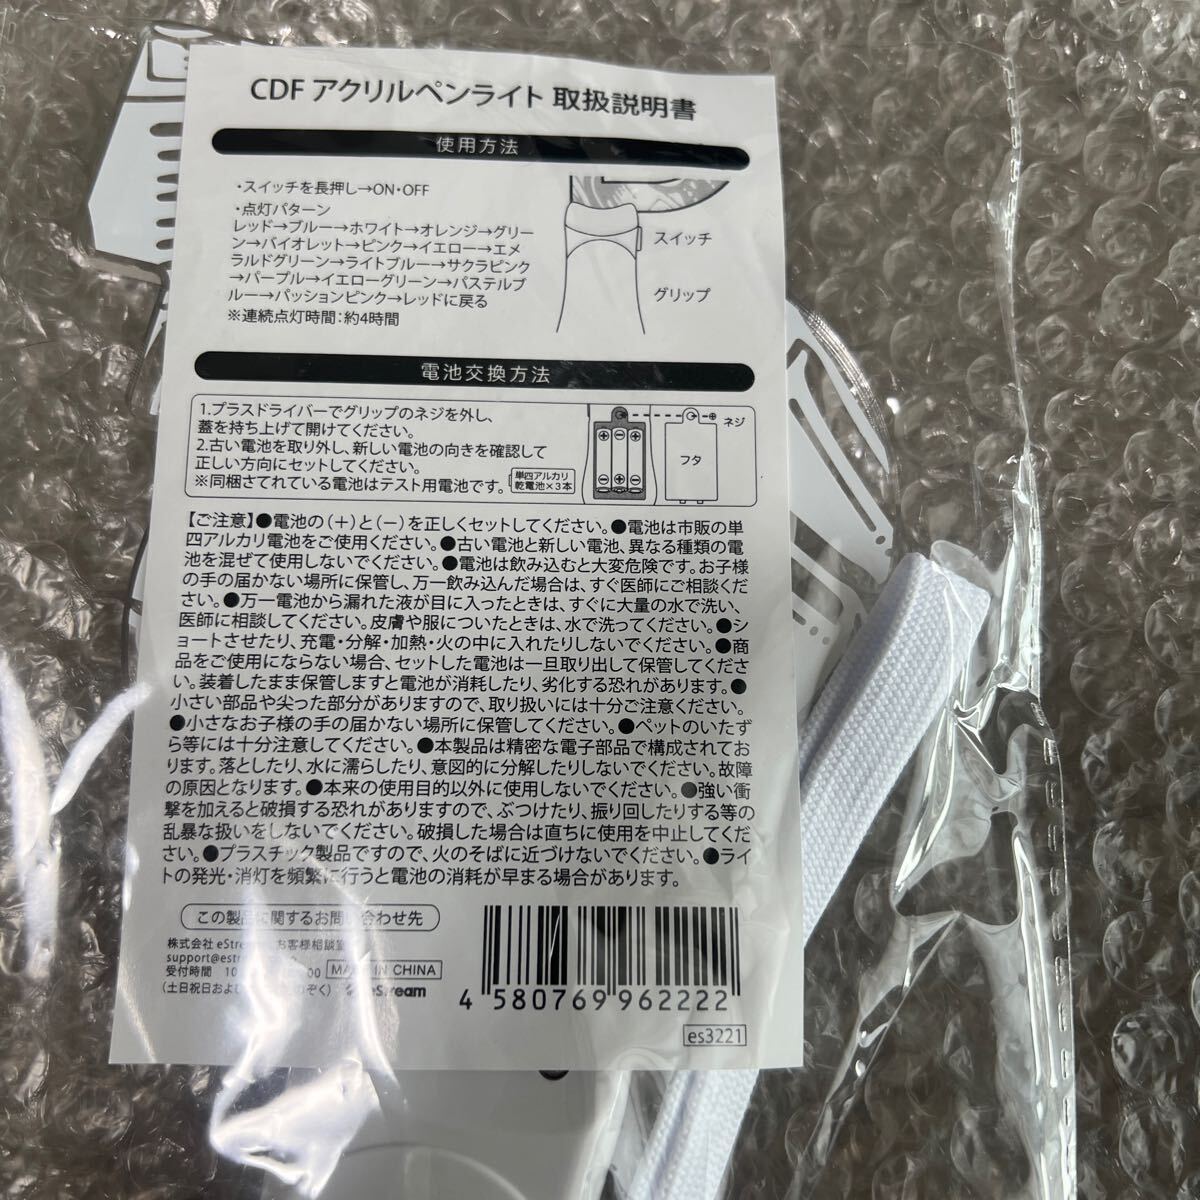 CDF アクリルペンライト 取扱説明書
使用方法
・スイッチを長押し→ON・OFF
・点灯パターン
レッド→ブルー→ホワイト→オレンジ→グリー
ン→バイオレット→ピンク→イエロー→エメ
ラルドグリーン→ライトブルー→サクラピンク
→パープル→イエローグリーン→パステルブ
ルー→パッションピンク→レッドに戻る
※連続点灯時間：約4時間
スイッチ
グリップ
電池交換方法
1.プラスドライバーでグリップのネジを外し、
蓋を持ち上げて開けてください。
2.古い電池を取り外し、新しい電池の向きを確認して
正しい方向にセットしてください。
※同梱さてれている電池はテスト用電池です。
単四アルカリ
乾電池×3本
ネジ
フタ
【ご注意】●電池の(＋)と(－)を正しくセットしてください。●電池は市販の単
四アルカリ電池をご使用ください。●古い電池と新しい電池、異なる種類の電
池を混ぜて使用しないでください。●電池は飲み込むと大変危険です。お子様
の手の届かない場所に保管し、万一飲み込んだ場合は、すぐ医師にご相談くだ
さい。●万一電池から漏れた液が目に入ったときは、すぐに大量の水で洗い、
医師に相談してください。皮膚や服についたときは、水で洗ってください。●シ
ョートさせたり、充電・分解・加熱・火の中に入れたりしないでください。●商
品をご使用にならない場合、セットした電池は一旦取り出して保管してくださ
い。装着したまま保管しますと電池が消耗したり、劣化する恐れがあります。●
小さい部品や尖った部分がありますので、取り扱いには十分ご注意ください。
●小さなお子様の手の届かない場所に保管してください。●ペットのいたず
ら等には十分注意してください。●本製品は精密な電子部品で構成されてお
ります。落としたり、水に濡らしたり、意図的に分解したりしないでください。故障
の原因となります。●本来の使用目的以外に使用しないでください。●強い衝
撃を加えると破損する恐れがありますので、ぶつけたり、振り回したりする等の
乱暴な扱いをしないでください。破損した場合は直ちに使用を中止してくだ
さい。●プラスチック製品ですので、火のそばに近づけないでください。●ライ
トの発光・消灯を頻繁に行うと電池の消耗が早まる場合があります。
この製品に関するお問い合わせ先
株式会社 eStream お客様相談室
support@estre
受付時間 10 00
MADE IN CHINA
(土日祝日およ のぞく)
eStream
4 580769 962222
es3221